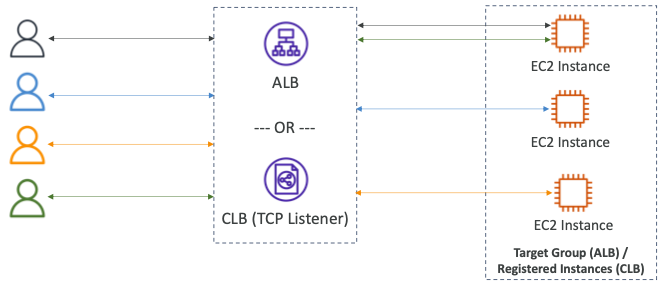 ALB
--- OR ---
CLB (TCP Listener)
EC2 Instance
EC2 Instance
EC2 Instance
Target Group (ALB) /
Registered Instances (CLB)